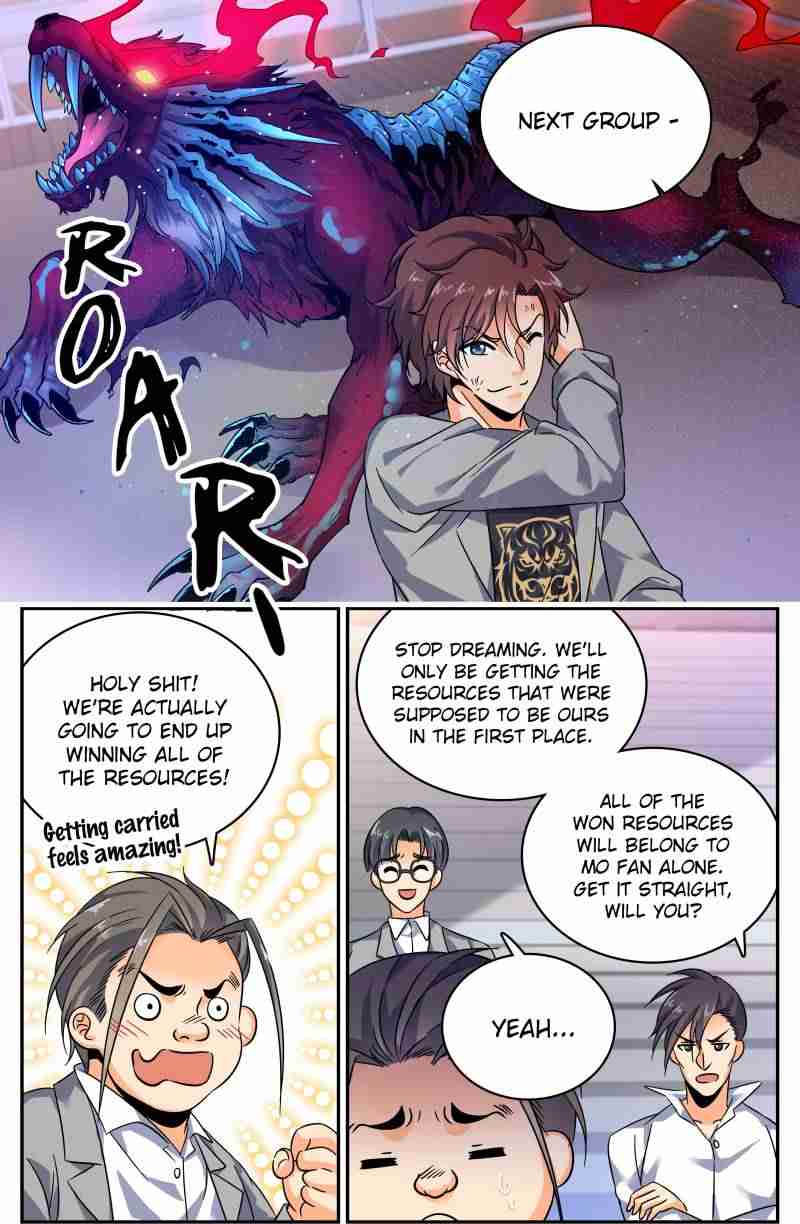 NEXT GROUP -
ROAR
HOLY SHIT!
WE'RE ACTUALLY
GOING TO END UP
WINNING ALL OF
THE RESOURCES!
Getting carried
feels amazing!
STOP DREAMING. WE'LL
ONLY BE GETTING THE
RESOURCES THAT WERE
SUPPOSED TO BE OURS
IN THE FIRST PLACE.
ALL OF THE
WON RESOURCES
WILL BELONG TO
MO FAN ALONE.
GET IT STRAIGHT,
WILL YOU?
YEAH...